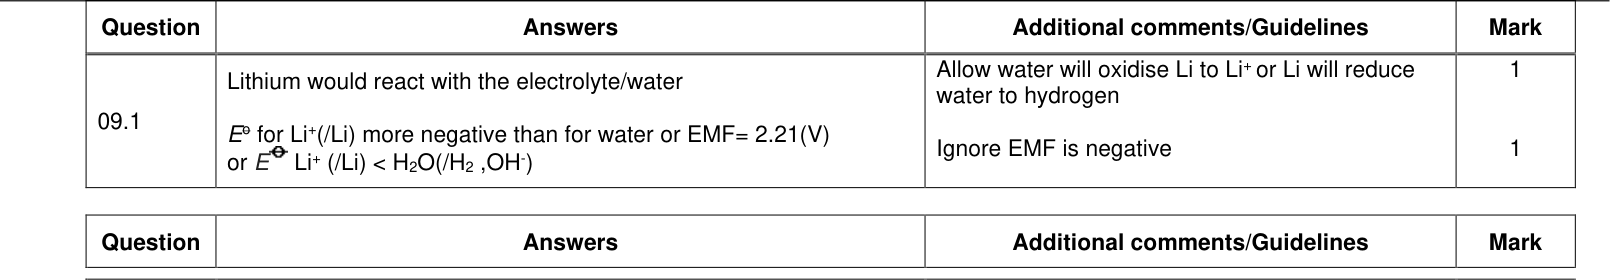 Question Answers Additional comments/Guidelines Mark
09.1
Lithium would react with the electrolyte/water
E⦵ for Li⁺(/Li) more negative than for water or EMF= 2.21(V)
or E⦵ Li⁺ (/Li) < H₂O(/H₂ ,OH⁻)
Allow water will oxidise Li to Li⁺ or Li will reduce
water to hydrogen
Ignore EMF is negative
1
1
Question Answers Additional comments/Guidelines Mark